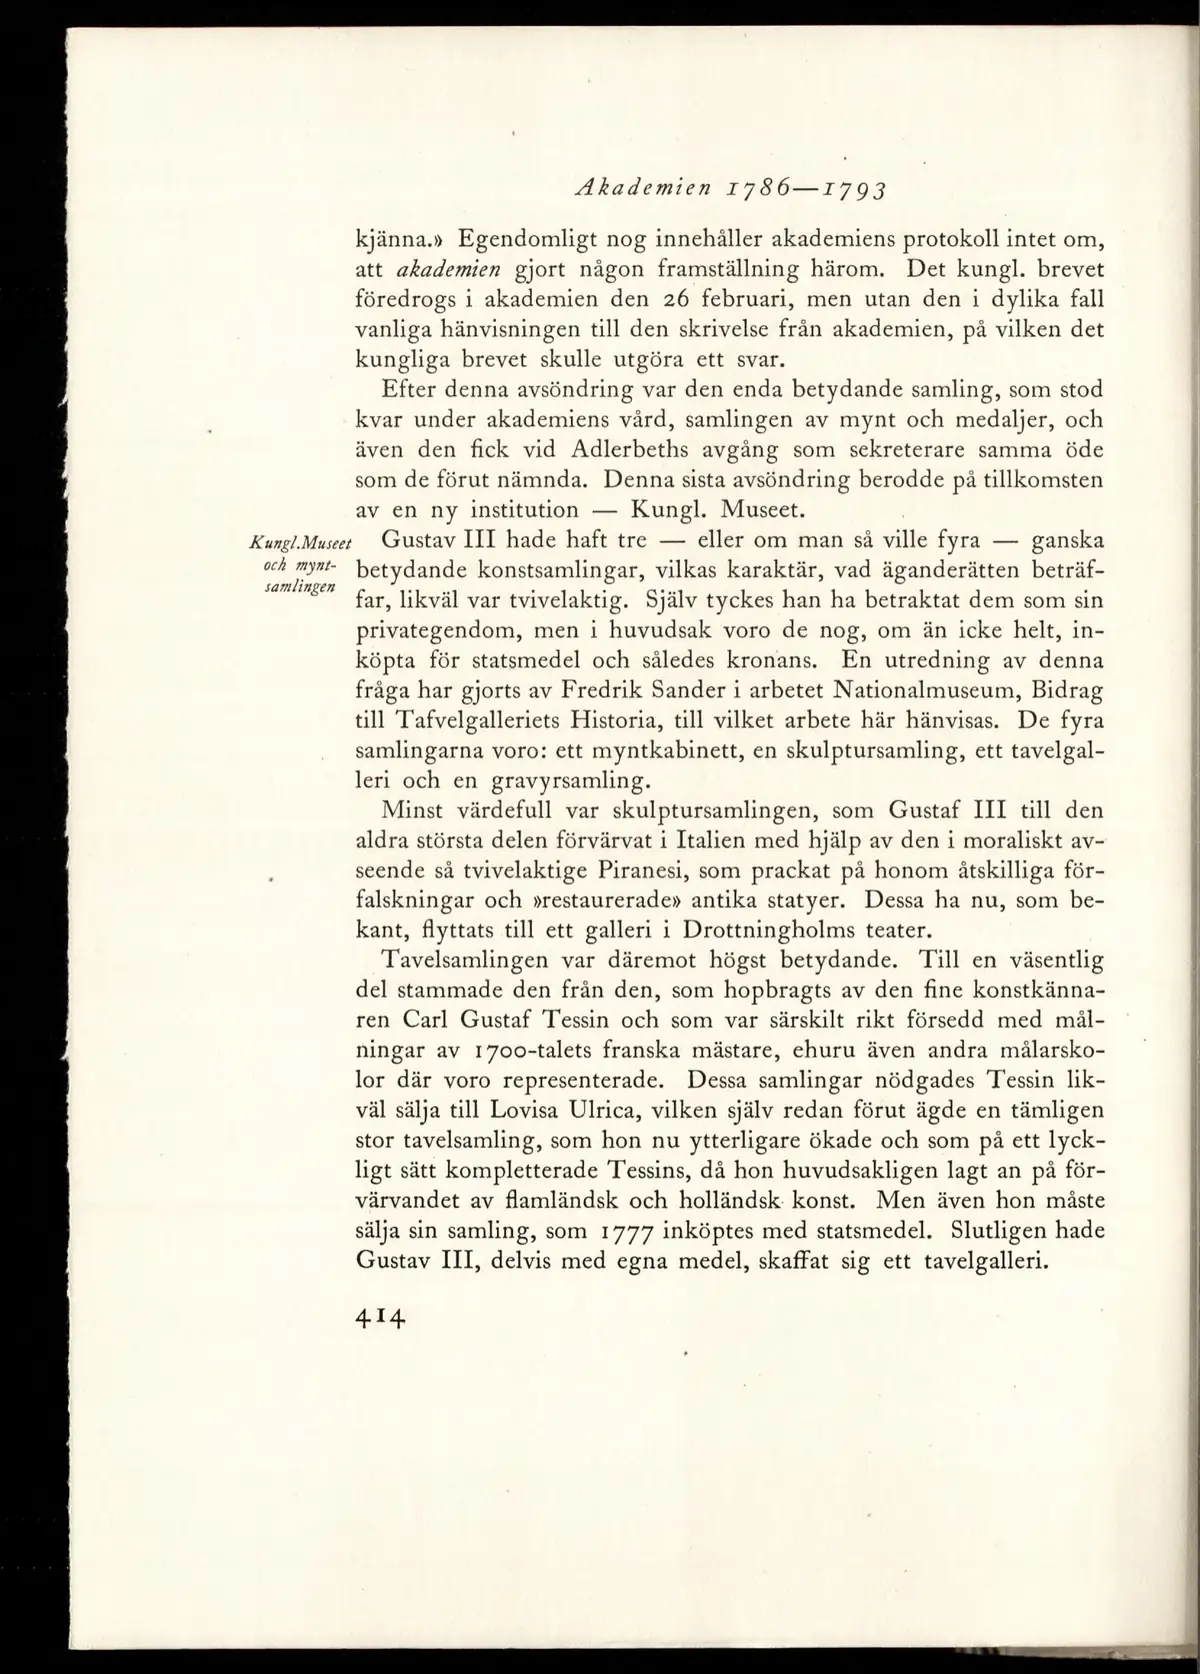 Akademien 1786—1793
kjänna.» Egendomligt nog innehåller akademiens protokoll intet om,
att akademien gjort någon framställning härom. Det kungl. brevet
föredrogs i akademien den 26 februari, men utan den i dylika fall
vanliga hänvisningen till den skrivelse från akademien, på vilken det
kungliga brevet skulle utgöra ett svar.
Efter denna avsöndring var den enda betydande samling, som stod
kvar under akademiens vård, samlingen av mynt och medaljer, och
även den fick vid Adlerbeths avgång som sekreterare samma öde
som de förut nämnda. Denna sista avsöndring berodde på tillkomsten
av en ny institution — Kungl. Museet.
Kungl. Museet
och mynt-
samlingen
Gustav III hade haft tre — eller om man så ville fyra — ganska
betydande konstsamlingar, vilkas karaktär, vad äganderätten beträf-
far, likväl var tvivelaktig. Själv tyckes han ha betraktat dem som sin
privategendom, men i huvudsak voro de nog, om än icke helt, in-
köpta för statsmedel och således kronans. En utredning av denna
fråga har gjorts av Fredrik Sander i arbetet Nationalmuseum, Bidrag
till Tafvelgalleriets Historia, till vilket arbete här hänvisas. De fyra
samlingarna voro: ett myntkabinett, en skulptursamling, ett tavelgal-
leri och en gravyrsamling.
Minst värdefull var skulptursamlingen, som Gustaf III till den
aldra största delen förvärvat i Italien med hjälp av den i moraliskt av-
seende så tvivelaktige Piranesi, som prackat på honom åtskilliga för-
falskningar och »restaurerade» antika statyer. Dessa ha nu, som be-
kant, flyttats till ett galleri i Drottningholms teater.
Tavelsamlingen var däremot högst betydande. Till en väsentlig
del stammade den från den, som hopbragts av den fine konstkänna-
ren Carl Gustaf Tessin och som var särskilt rikt försedd med mål-
ningar av 1700-talets franska mästare, ehuru även andra målarsko-
lor där voro representerade. Dessa samlingar nödgades Tessin lik-
väl sälja till Lovisa Ulrica, vilken själv redan förut ägde en tämligen
stor tavelsamling, som hon nu ytterligare ökade och som på ett lyck-
ligt sätt kompletterade Tessins, då hon huvudsakligen lagt an på för-
värvandet av flamländsk och holländsk konst. Men även hon måste
sälja sin samling, som 1777 inköptes med statsmedel. Slutligen hade
Gustav III, delvis med egna medel, skaffat sig ett tavelgalleri.
414